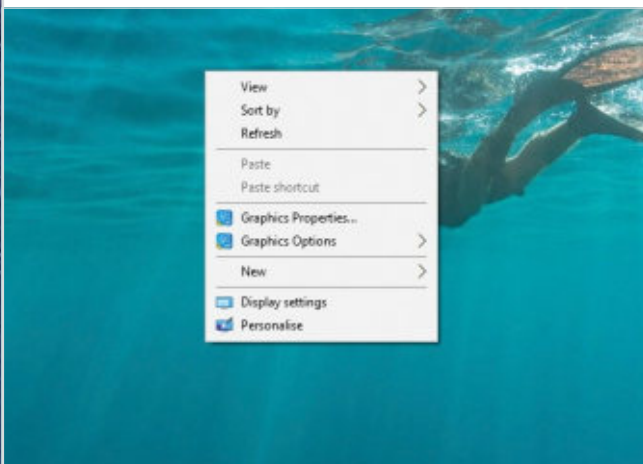 View
Sort by
Refresh
Paste
Paste shortcut
Graphics Properties...
Graphics Options
New
Display settings
Personalise